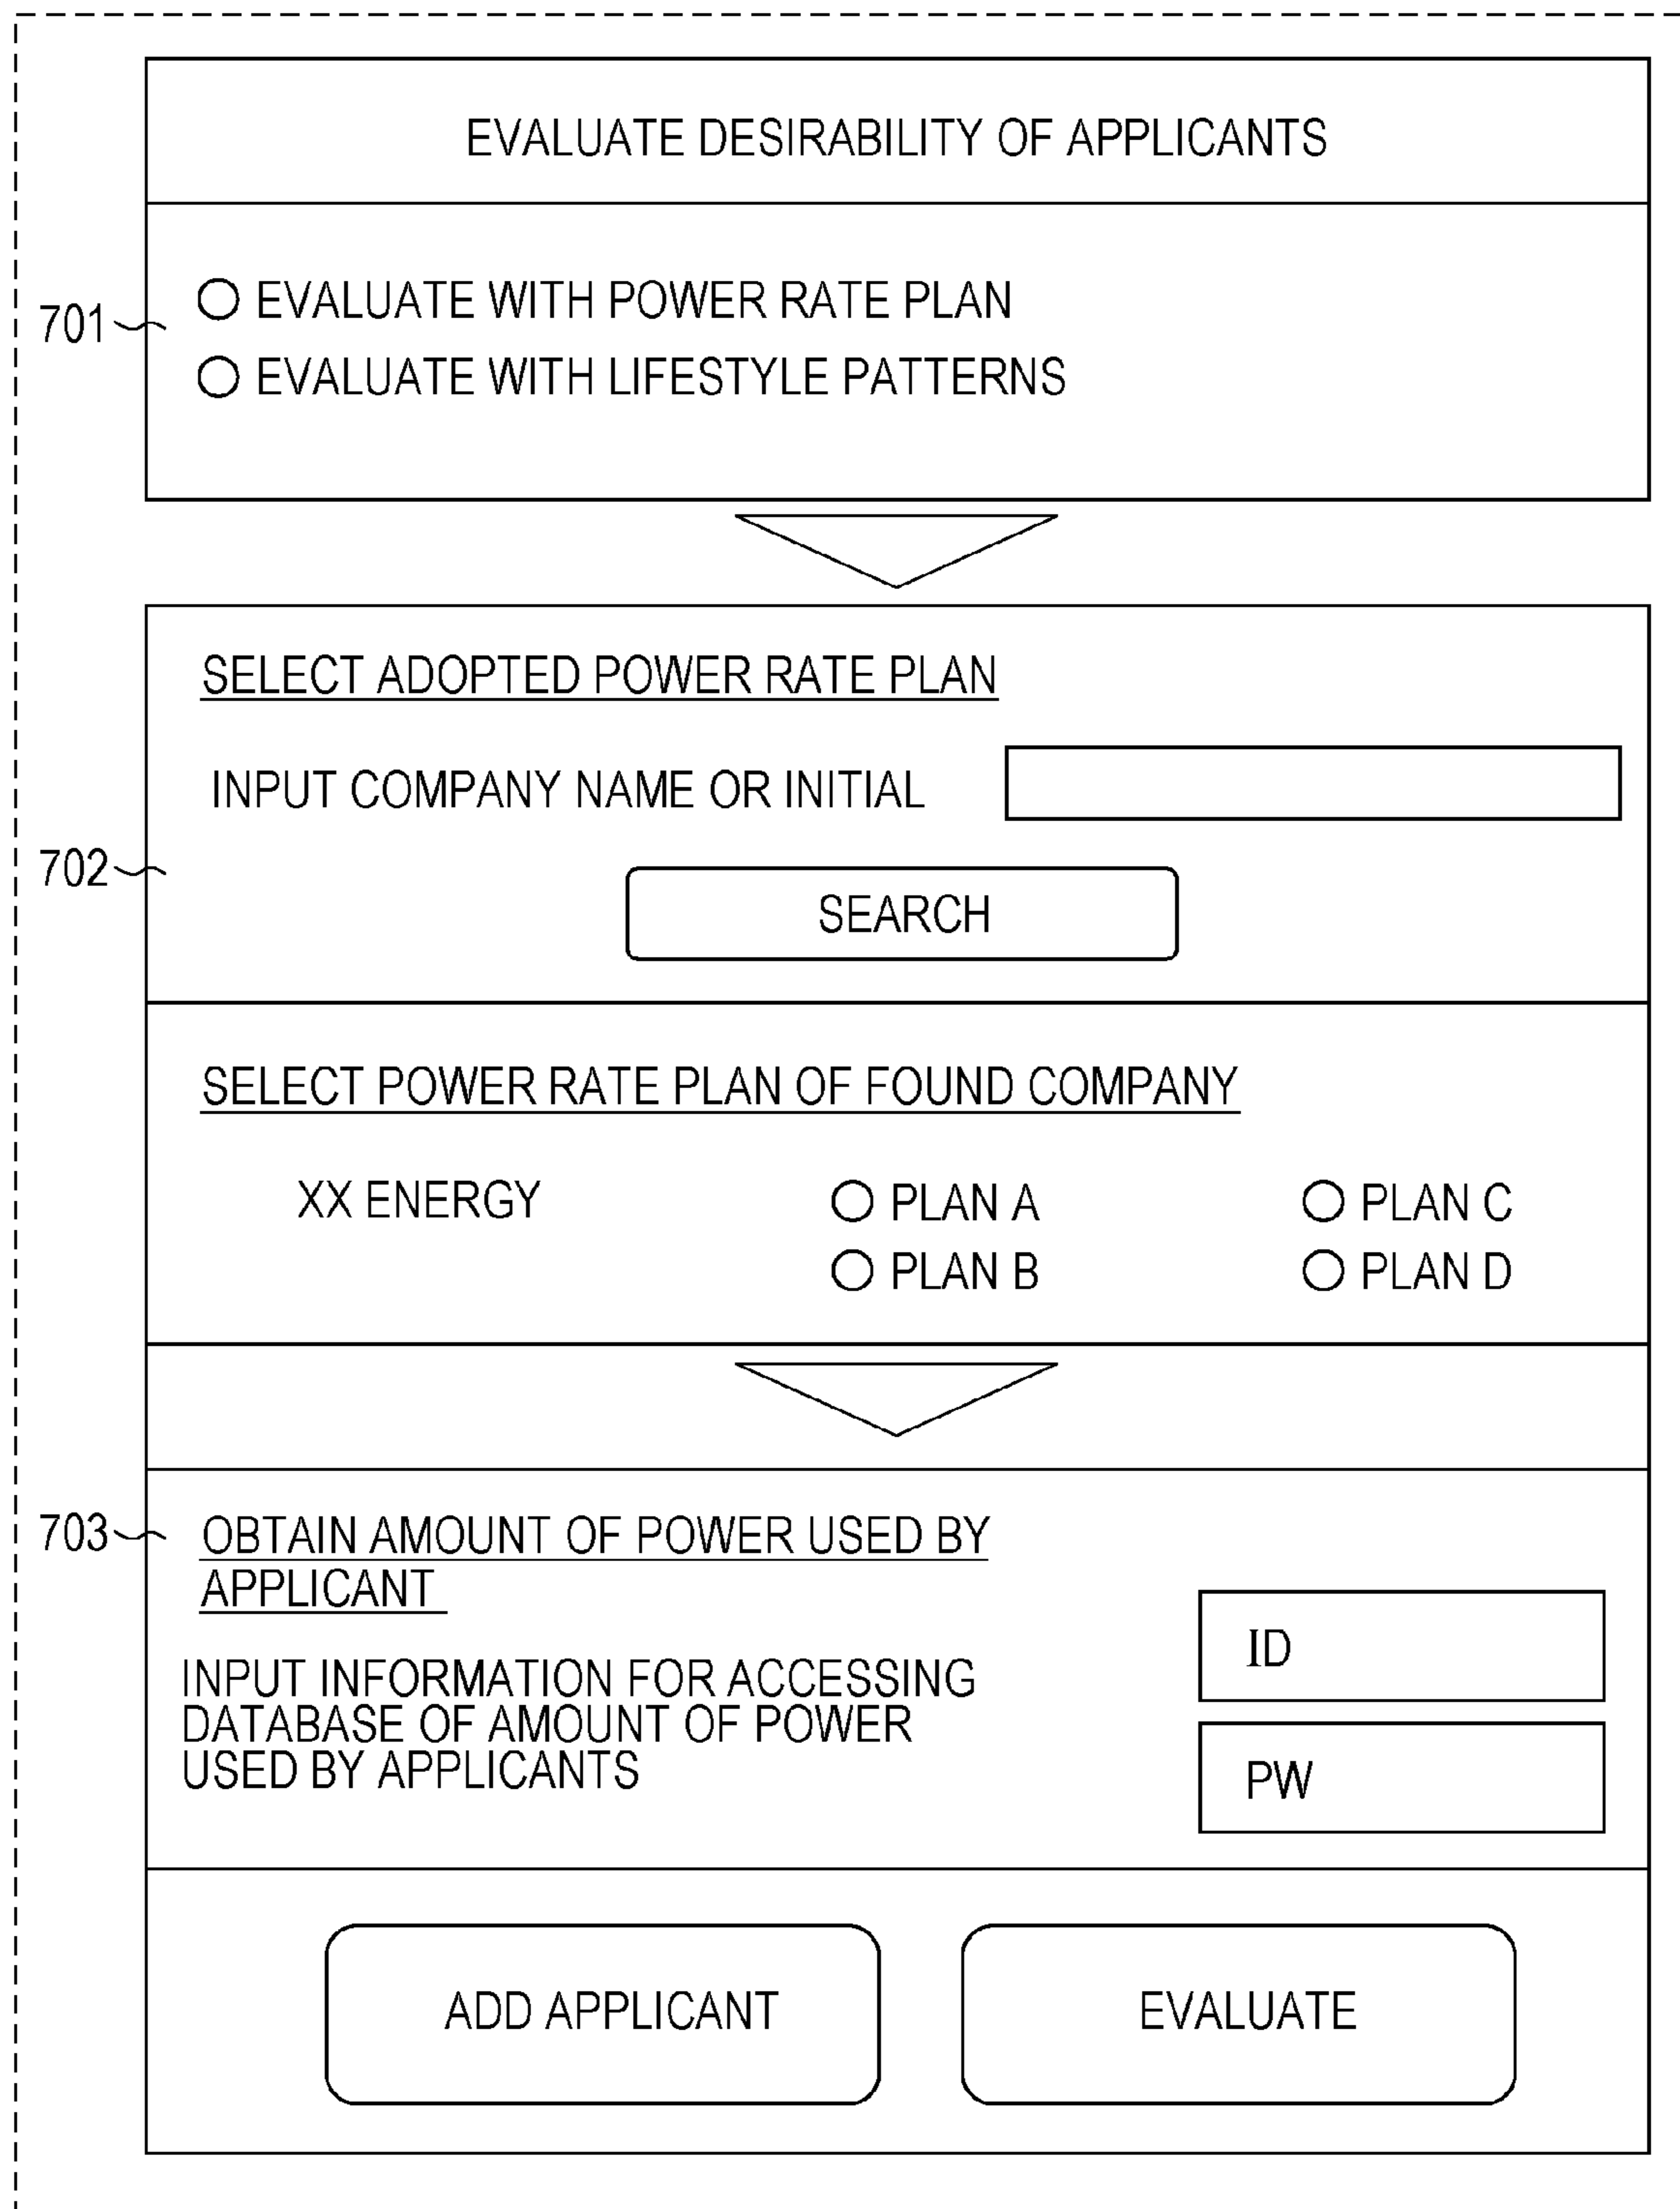 EVALUATE DESIRABILITY OF APPLICANTS
701
EVALUATE WITH POWER RATE PLAN
EVALUATE WITH LIFESTYLE PATTERNS
SELECT ADOPTED POWER RATE PLAN
INPUT COMPANY NAME OR INITIAL
702
SEARCH
SELECT POWER RATE PLAN OF FOUND COMPANY
XX ENERGY
PLAN A
PLAN C
PLAN B
PLAN D
703
OBTAIN AMOUNT OF POWER USED BY
APPLICANT
INPUT INFORMATION FOR ACCESSING
DATABASE OF AMOUNT OF POWER
USED BY APPLICANTS
ID
PW
ADD APPLICANT
EVALUATE